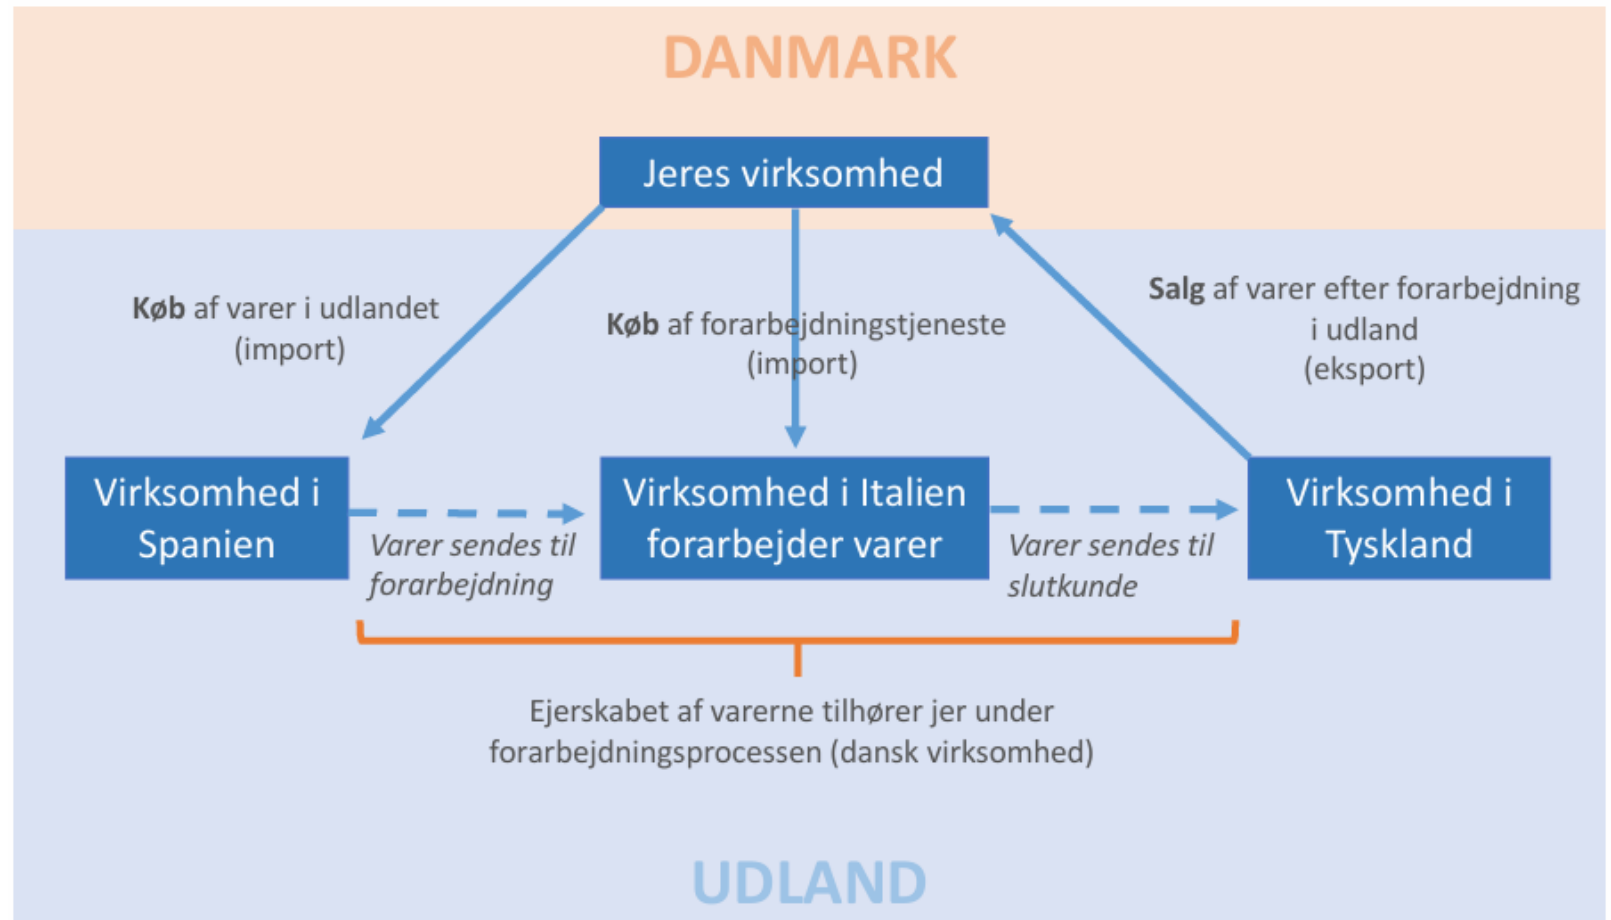 DANMARK
Jeres virksomhed
Køb af varer i udlandet
(import)
Køb af forarbejdningstjeneste
(import)
Salg af varer efter forarbejdning
i udland
(eksport)
Virksomhed i
Spanien
Varer sendes til
forarbejdning
Virksomhed i Italien
forarbejder varer
Varer sendes til
slutkunde
Virksomhed i
Tyskland
Ejerskabet af varerne tilhører jer under
forarbejdningsprocessen (dansk virksomhed)
UDLAND